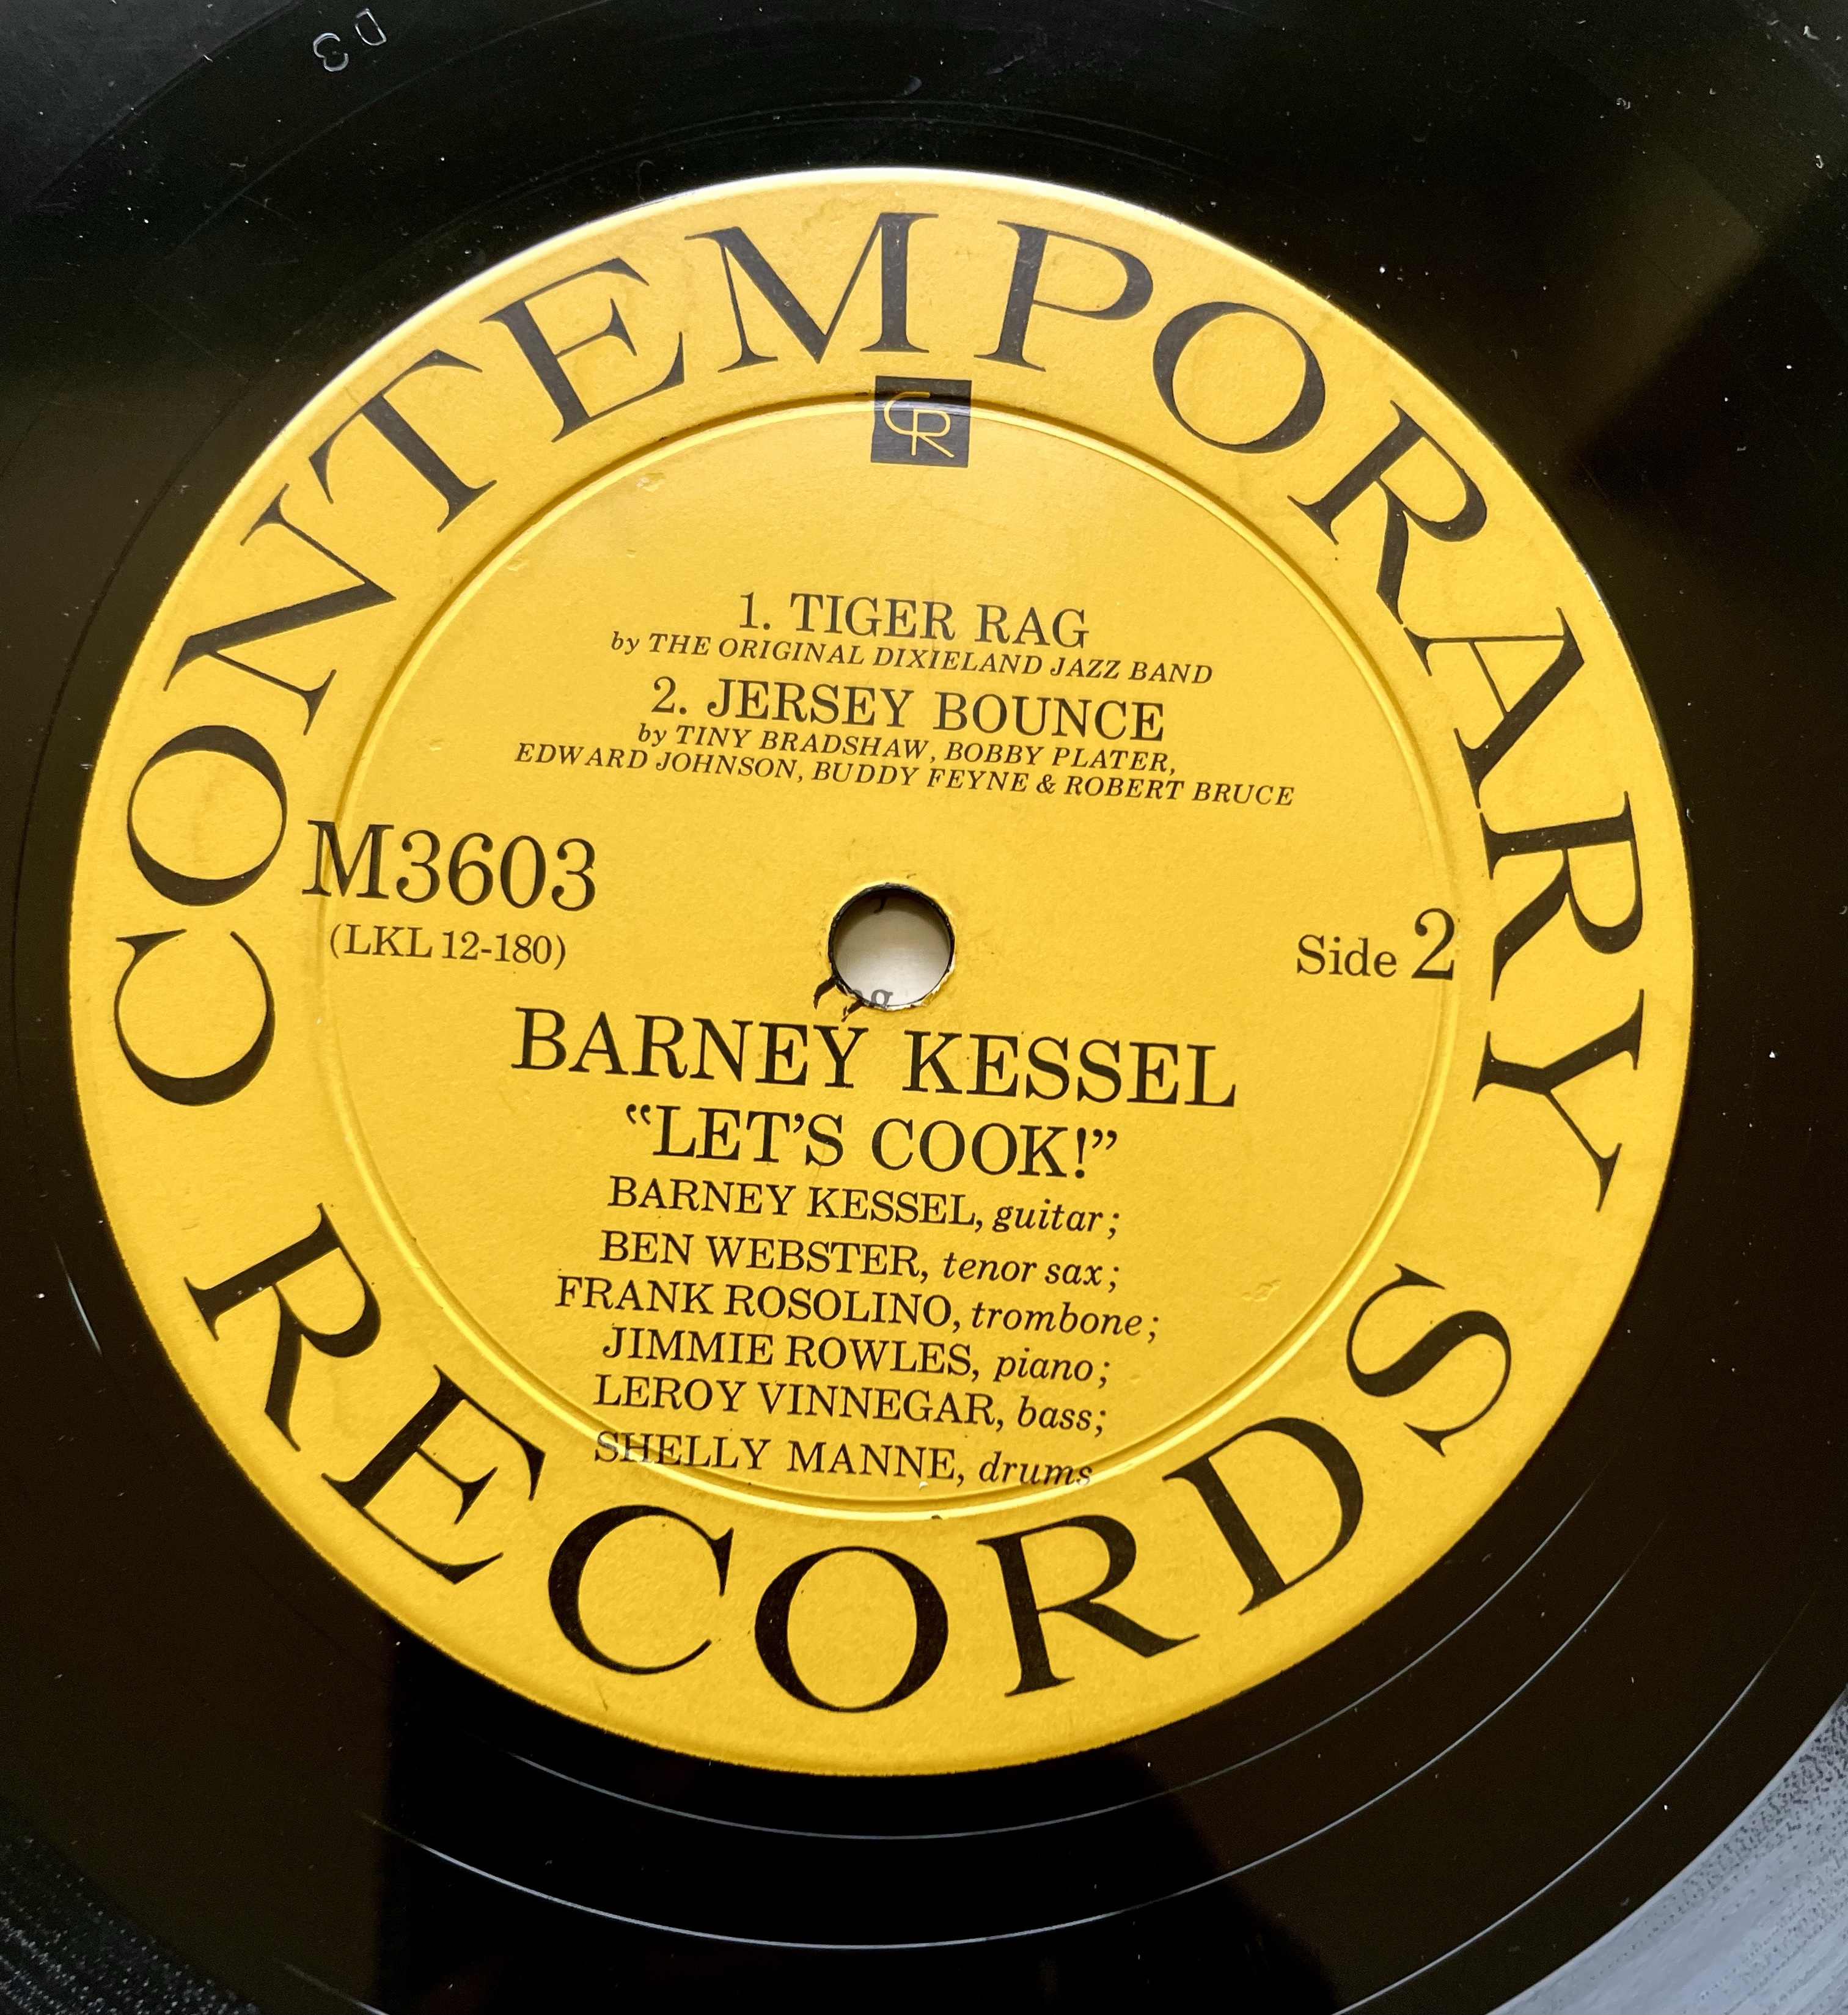 D3
CONTEMPORARY
CR
1. TIGER RAG
by THE ORIGINAL DIXIELAND JAZZ BAND
2. JERSEY BOUNCE
by TINY BRADSHAW, BOBBY PLATER,
EDWARD JOHNSON, BUDDY FEYNE & ROBERT BRUCE
M3603
(LKL 12-180)
Side 2
BARNEY KESSEL
“LET’S COOK!”
BARNEY KESSEL, guitar;
BEN WEBSTER, tenor sax;
FRANK ROSOLINO, trombone;
JIMMIE ROWLES, piano;
LEROY VINNEGAR, bass;
SHELLY MANNE, drums
RECORDS